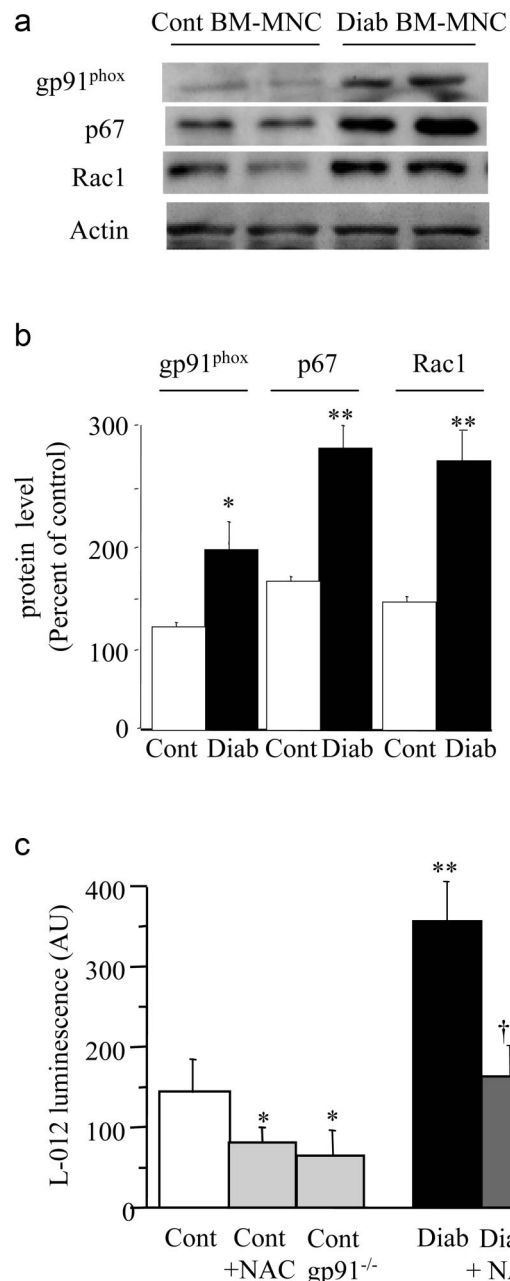 a
Cont BM-MNC Diab BM-MNC
gp91phox
p67
Rac1
Actin
b
gp91phox p67 Rac1
protein level
(Percent of control)
300
200
100
0
* ** **
Cont Diab Cont Diab Cont Diab
c
L-012 luminescence (AU)
400
300
200
100
0
* * ** †
Cont Cont Cont Diab
+NAC gp91-/-